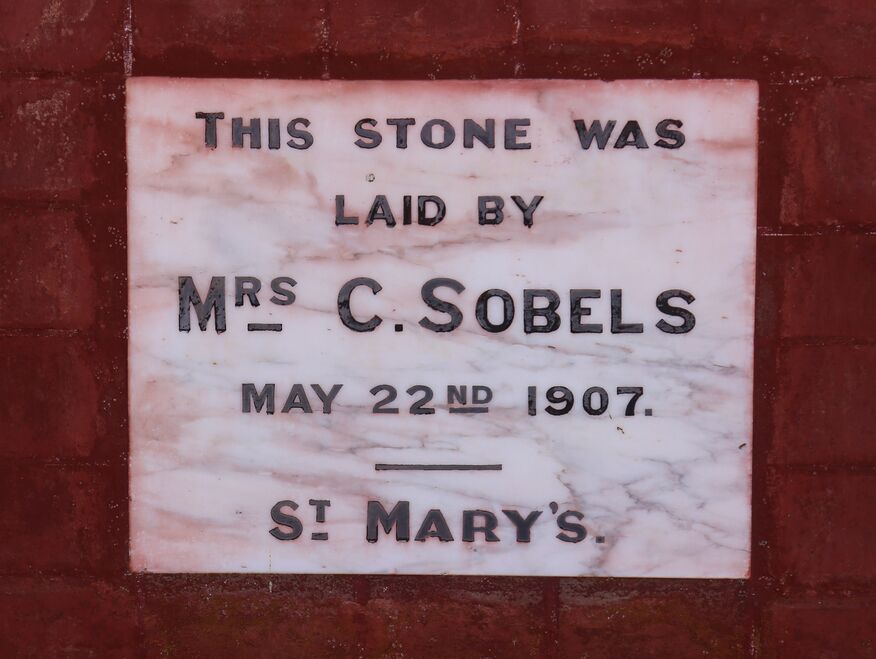 THIS STONE WAS
LAID BY
MRS C. SOBELS
MAY 22ND 1907.
ST MARY'S.